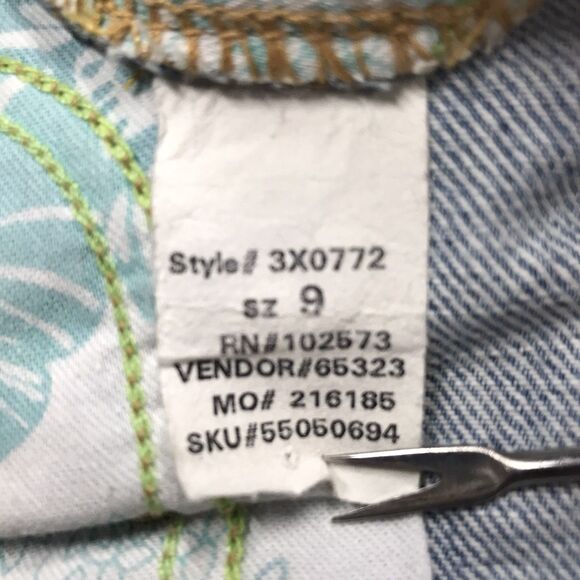 Style# 3X0772
SZ 9
RN#102573
VENDOR#65323
MO# 216185
SKU#55050694